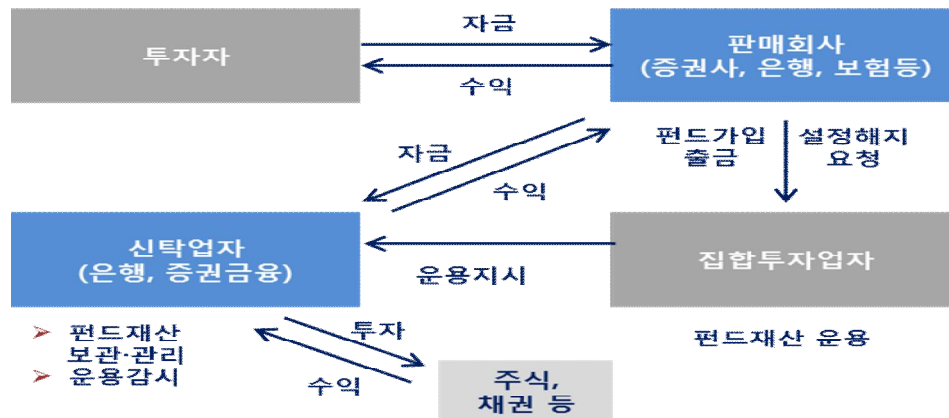 자금
투자자
판매회사
(증권사, 은행, 보험등)
수익
자금
수익
펀드가입
출금
설정해지
요청
신탁업자
(은행, 증권금융)
운용지시
집합투자업자
펀드재산
보관·관리
운용감시
투자
수익
펀드재산 운용
주식,
채권 등